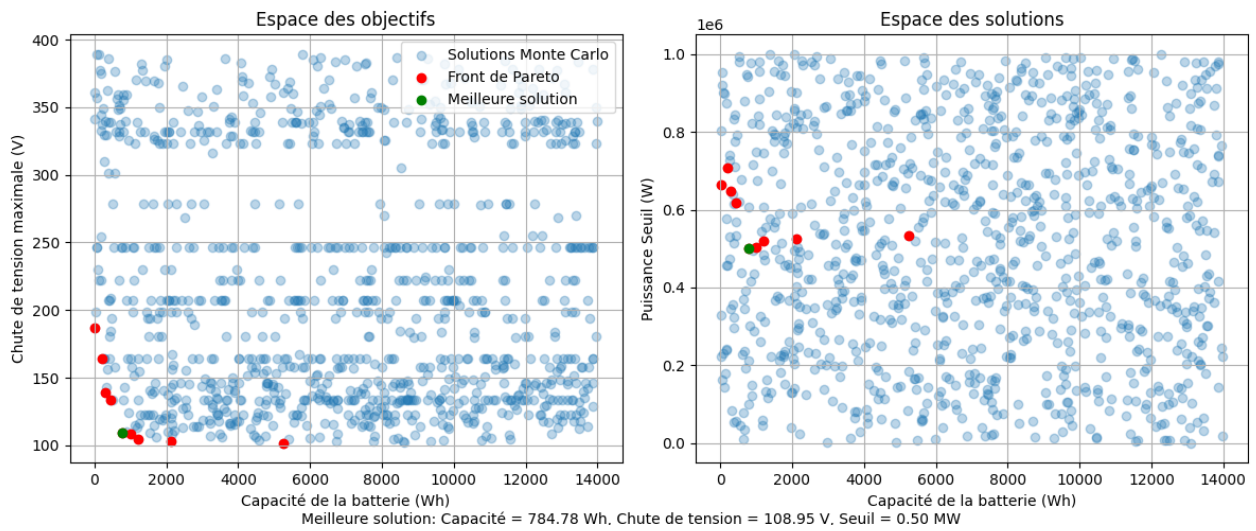 Espace des objectifs
400
350
300
250
200
150
100
Chute de tension maximale (V)
Solutions Monte Carlo
Front de Pareto
Meilleure solution
0 2000 4000 6000 8000 10000 12000 14000
Capacité de la batterie (Wh)
Espace des solutions
1e6
1.0
0.8
0.6
0.4
0.2
0.0
Puissance Seuil (W)
0 2000 4000 6000 8000 10000 12000 14000
Capacité de la batterie (Wh)
Meilleure solution: Capacité = 784.78 Wh, Chute de tension = 108.95 V, Seuil = 0.50 MW